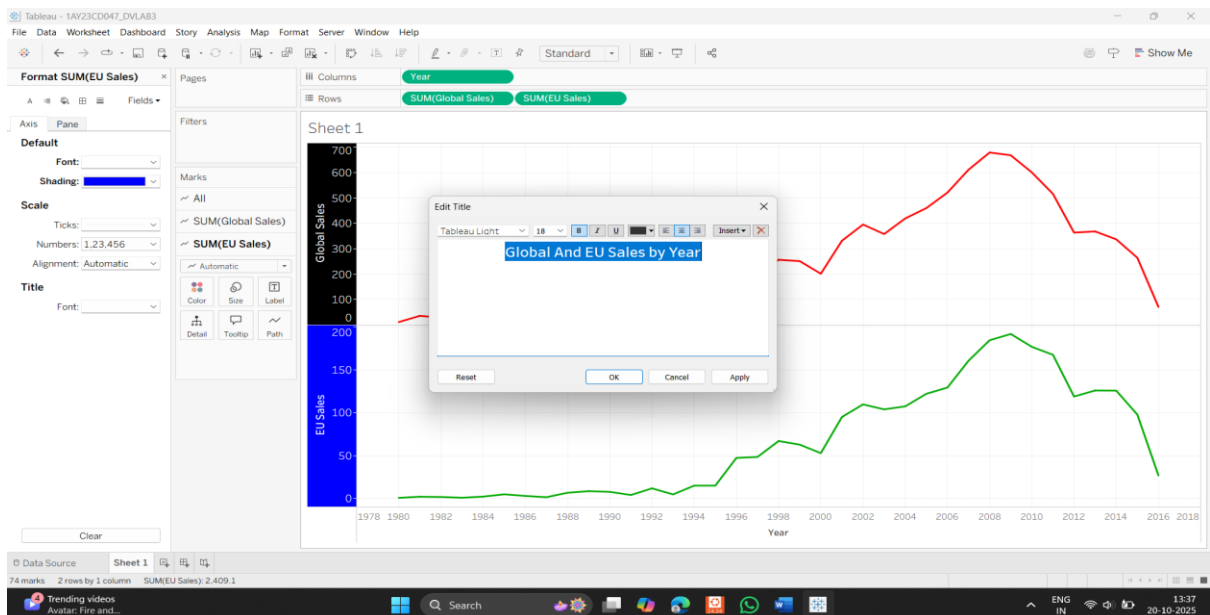 Tableau - 1AY23CD047_DVLAB3
File Data Worksheet Dashboard Story Analysis Map Format Server Window Help
Standard
Show Me
Format SUM(EU Sales) ×
Fields
Axis Pane
Default
Font:
Shading:
Scale
Ticks:
Numbers: 1,23,456
Alignment: Automatic
Title
Font:
Clear
Pages
Filters
Marks
All
SUM(Global Sales)
SUM(EU Sales)
Automatic
Color Size Label
Detail Tooltip Path
Columns Year
Rows SUM(Global Sales) SUM(EU Sales)
Sheet 1
Global Sales
700
600
500
400
300
200
100
0
EU Sales
200
150
100
50
0
1978 1980 1982 1984 1986 1988 1990 1992 1994 1996 1998 2000 2002 2004 2006 2008 2010 2012 2014 2016 2018
Year
Edit Title
Tableau Light 18 B I U Insert
Global And EU Sales by Year
Reset OK Cancel Apply
Data Source Sheet 1
74 marks 2 rows by 1 column SUM(EU Sales): 2,409.1
4
Trending videos
Avatar: Fire and...
Search
ENG
IN
13:37
20-10-2025